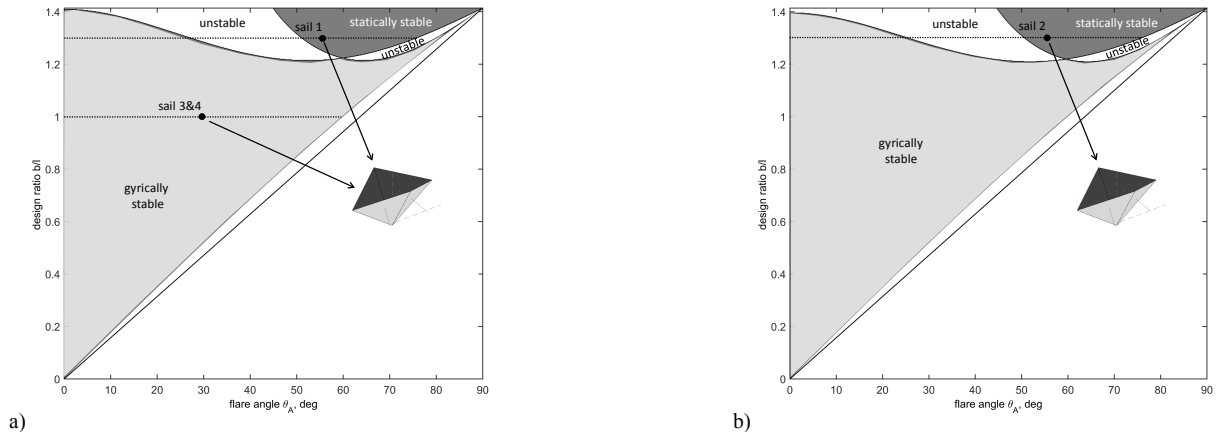 1.4
unstable
sail 1
statically stable
unstable
1.2
sail 3&4
1
0.8
gyrically
stable
0.6
0.4
0.2
0
design ratio b/l
0 10 20 30 40 50 60 70 80 90
flare angle θ_A, deg
a)
1.4
unstable
sail 2
statically stable
unstable
1.2
1
gyrically
stable
0.8
0.6
0.4
0.2
0
design ratio b/l
0 10 20 30 40 50 60 70 80 90
flare angle θ_A, deg
b)